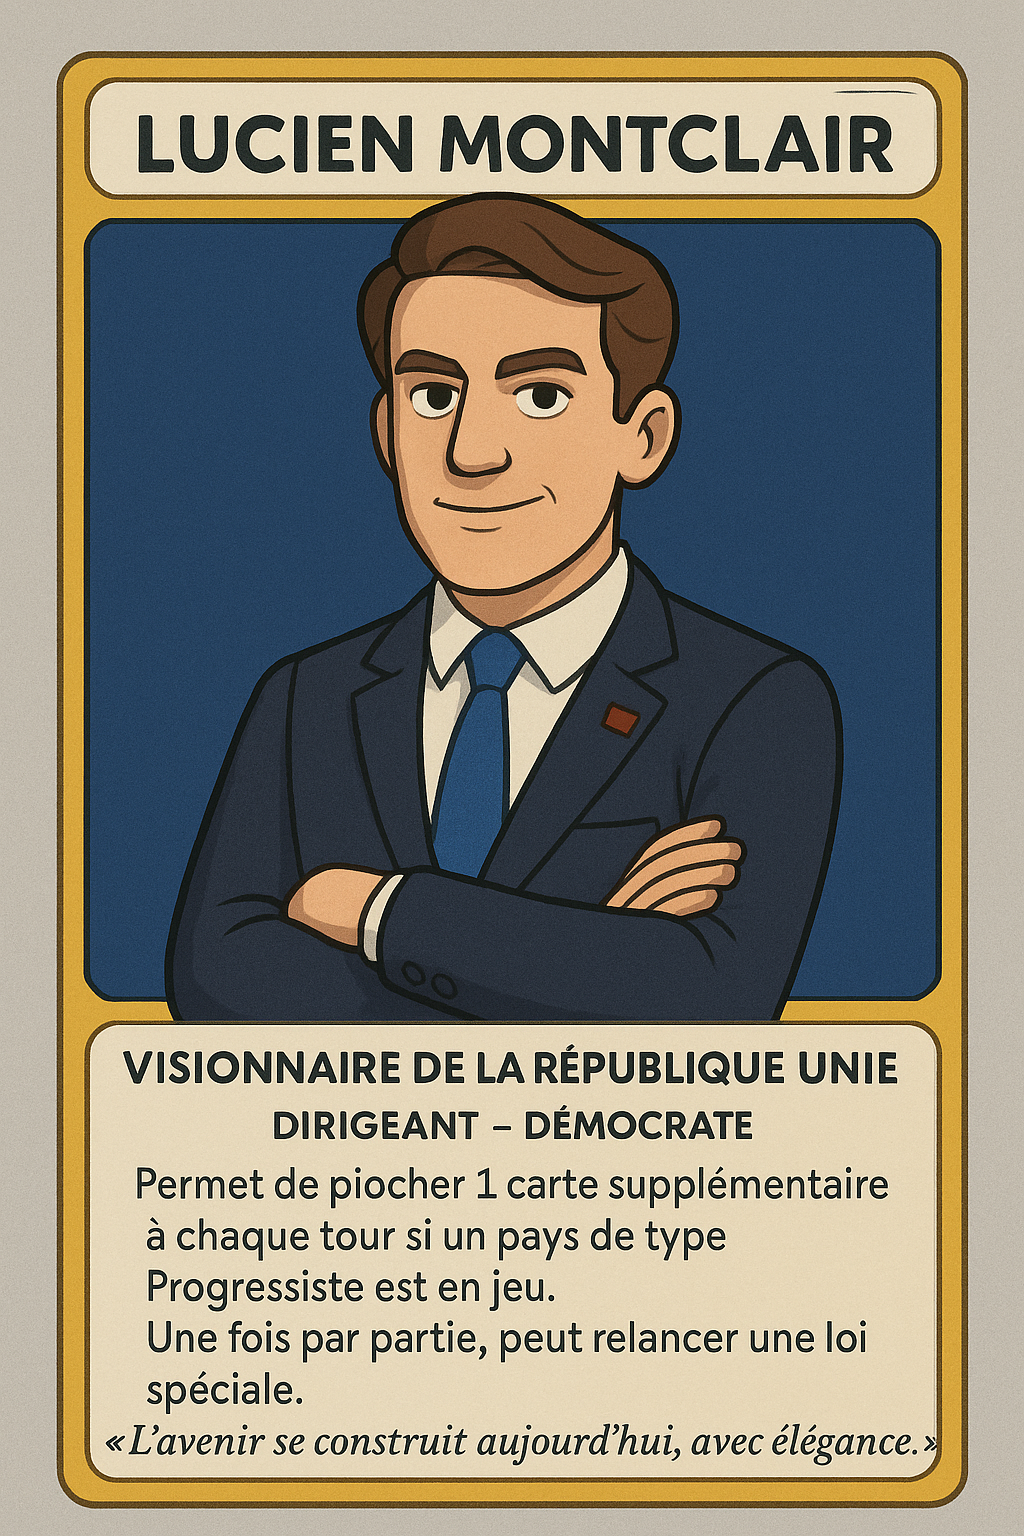 LUCIEN MONTCLAIR
VISIONNAIRE DE LA RÉPUBLIQUE UNIE
DIRIGEANT – DÉMOCRATE
Permet de piocher 1 carte supplémentaire
à chaque tour si un pays de type
Progressiste est en jeu.
Une fois par partie, peut relancer une loi
spéciale.
«L’avenir se construit aujourd’hui, avec élégance.»